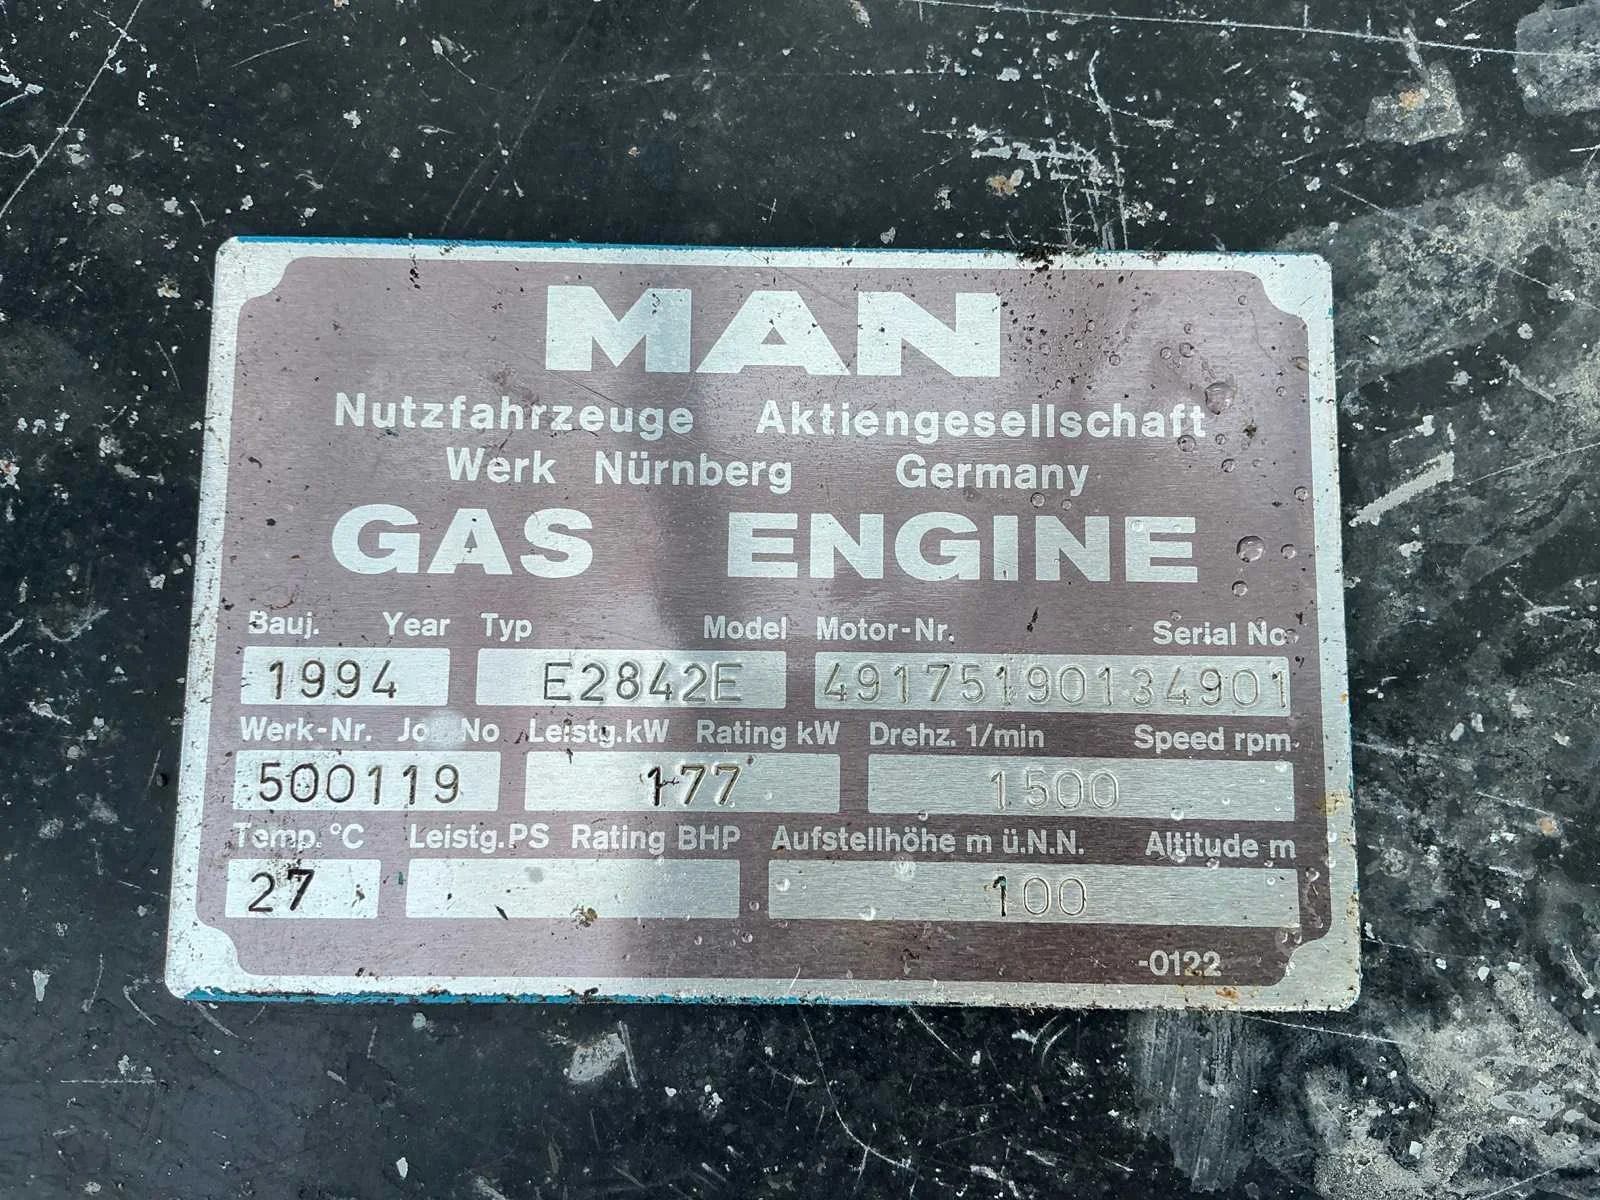 MAN
Nutzfahrzeuge Aktiengesellschaft
Werk Nürnberg Germany
GAS ENGINE
Bauj. Year Typ Model Motor-Nr. Serial No.
1994 E2842E 49175190134901
Werk-Nr. Job No Leistg.kW Rating kW Drehz. 1/min Speed rpm
500119 177 1500
Temp. °C Leistg.PS Rating BHP Aufstellhöhe m ü.N.N. Altitude m
27 100
-0122